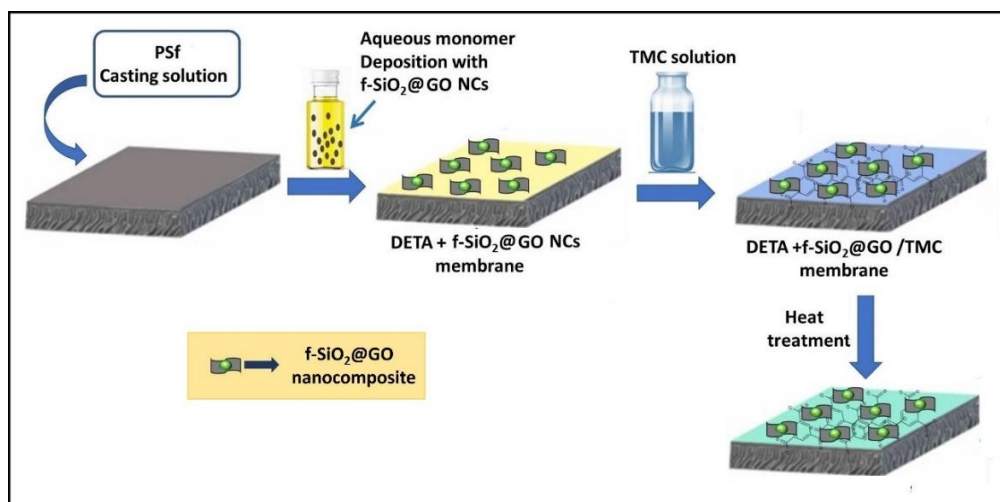 PSf
Casting solution
Aqueous monomer
Deposition with
f-SiO₂@GO NCs
TMC solution
DETA + f-SiO₂@GO NCs
membrane
DETA +f-SiO₂@GO /TMC
membrane
Heat
treatment
f-SiO₂@GO
nanocomposite